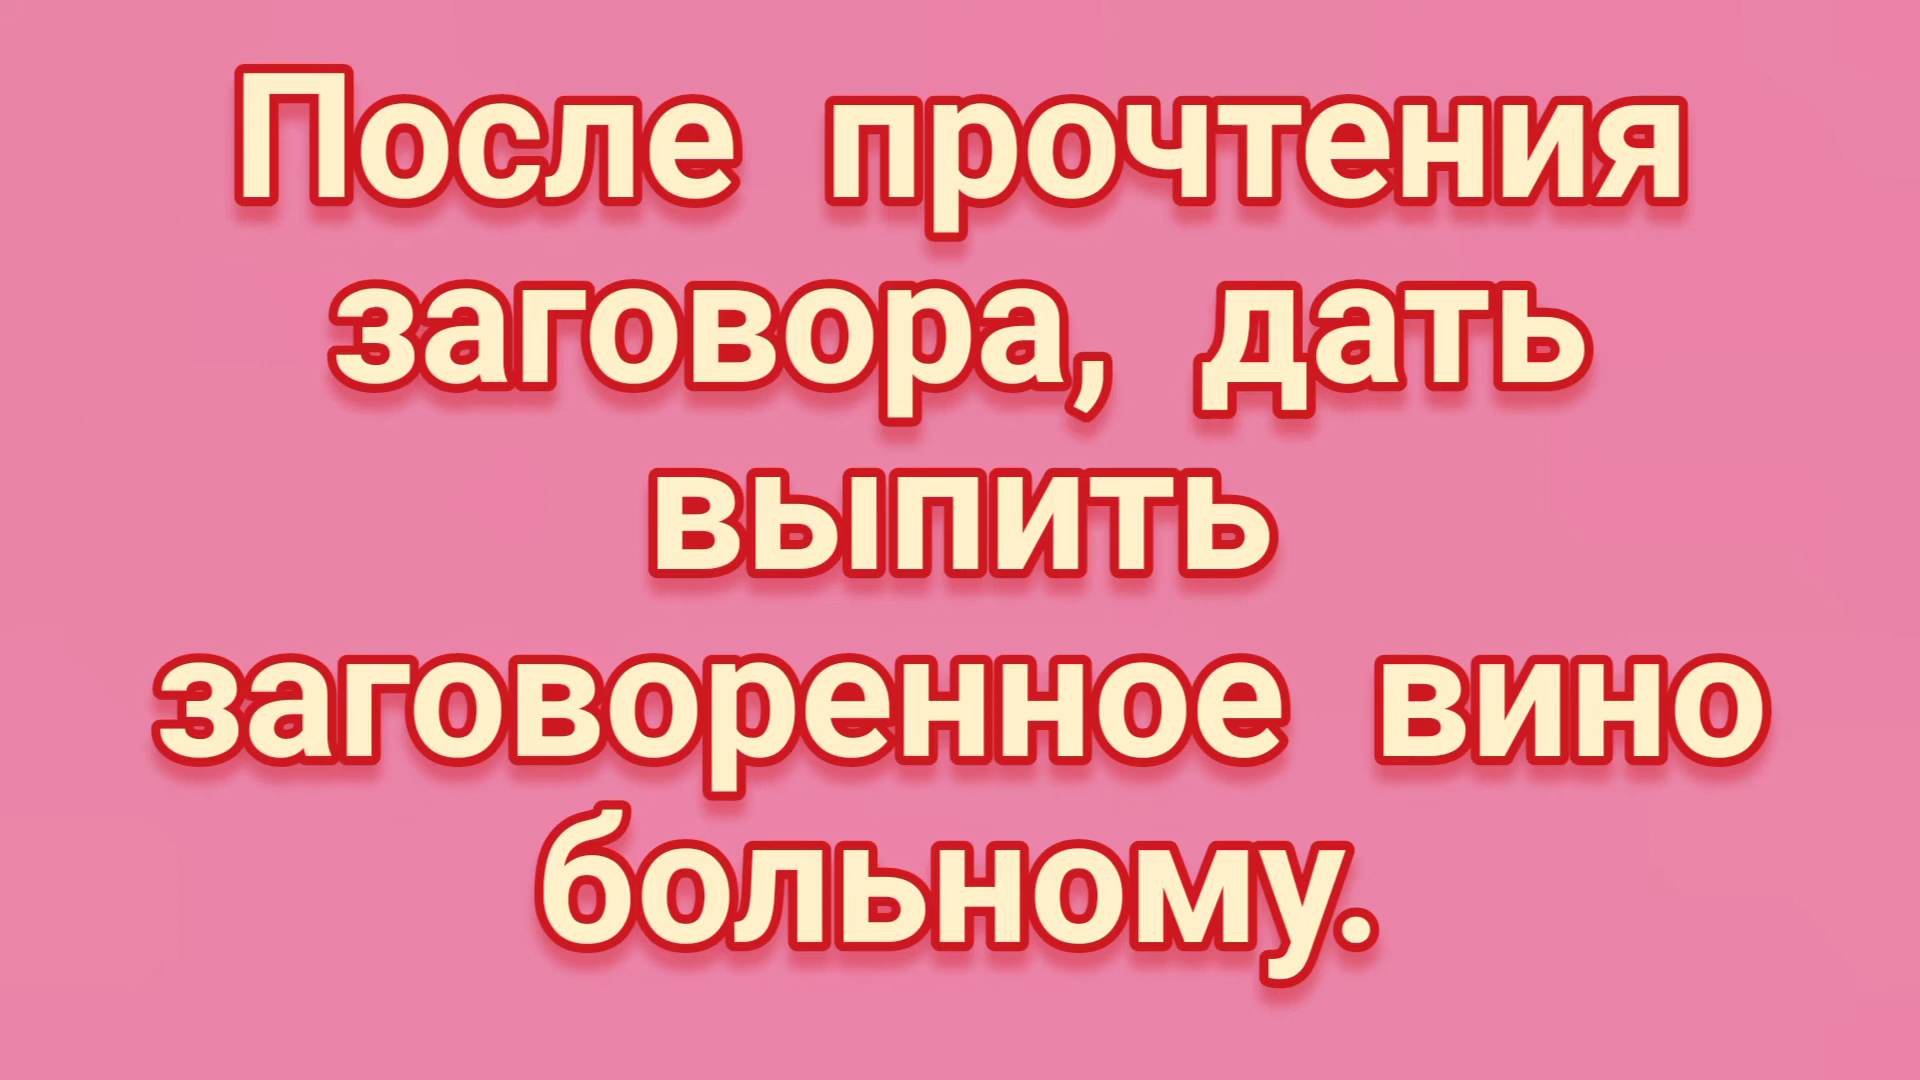 После прочтения
заговора, дать
выпить
заговоренное вино
больному.